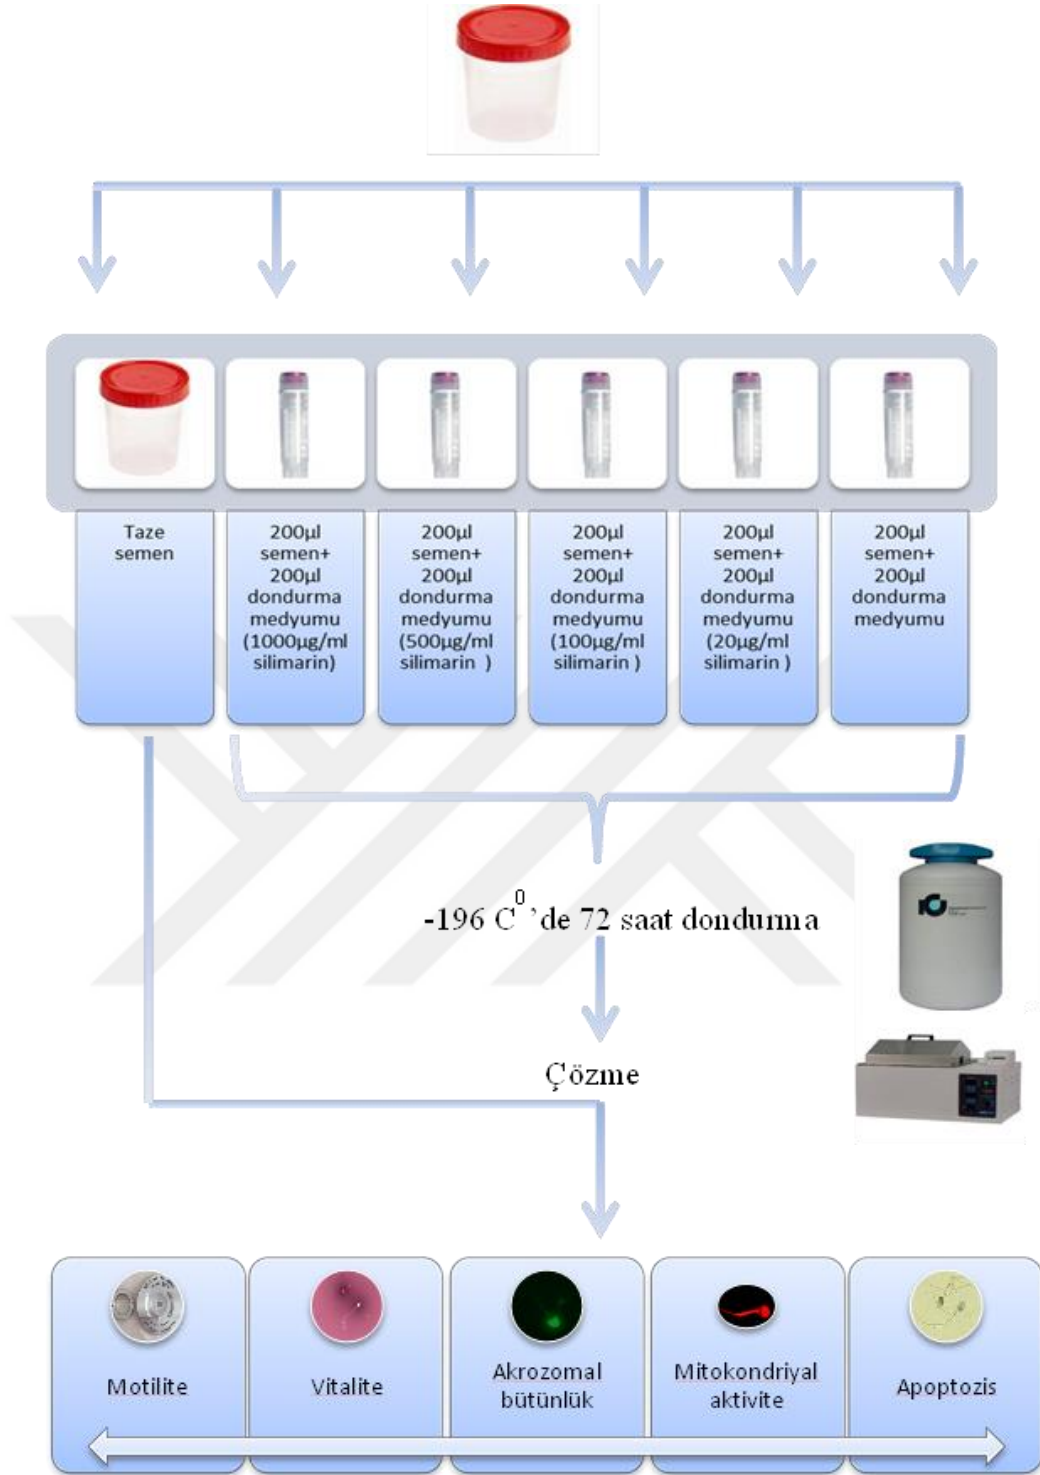 Taze
semen
200µl
semen+
200µl
dondurma
medyumu
(1000µg/ml
silimarin)
200µl
semen+
200µl
dondurma
medyumu
(500µg/ml
silimarin )
200µl
semen+
200µl
dondurma
medyumu
(100µg/ml
silimarin )
200µl
semen+
200µl
dondurma
medyumu
(20µg/ml
silimarin )
200µl
semen+
200µl
dondurma
medyumu
-196 C⁰'de 72 saat dondurma
Çözme
Motilite
Vitalite
Akrozomal
bütünlük
Mitokondriyal
aktivite
Apoptozis